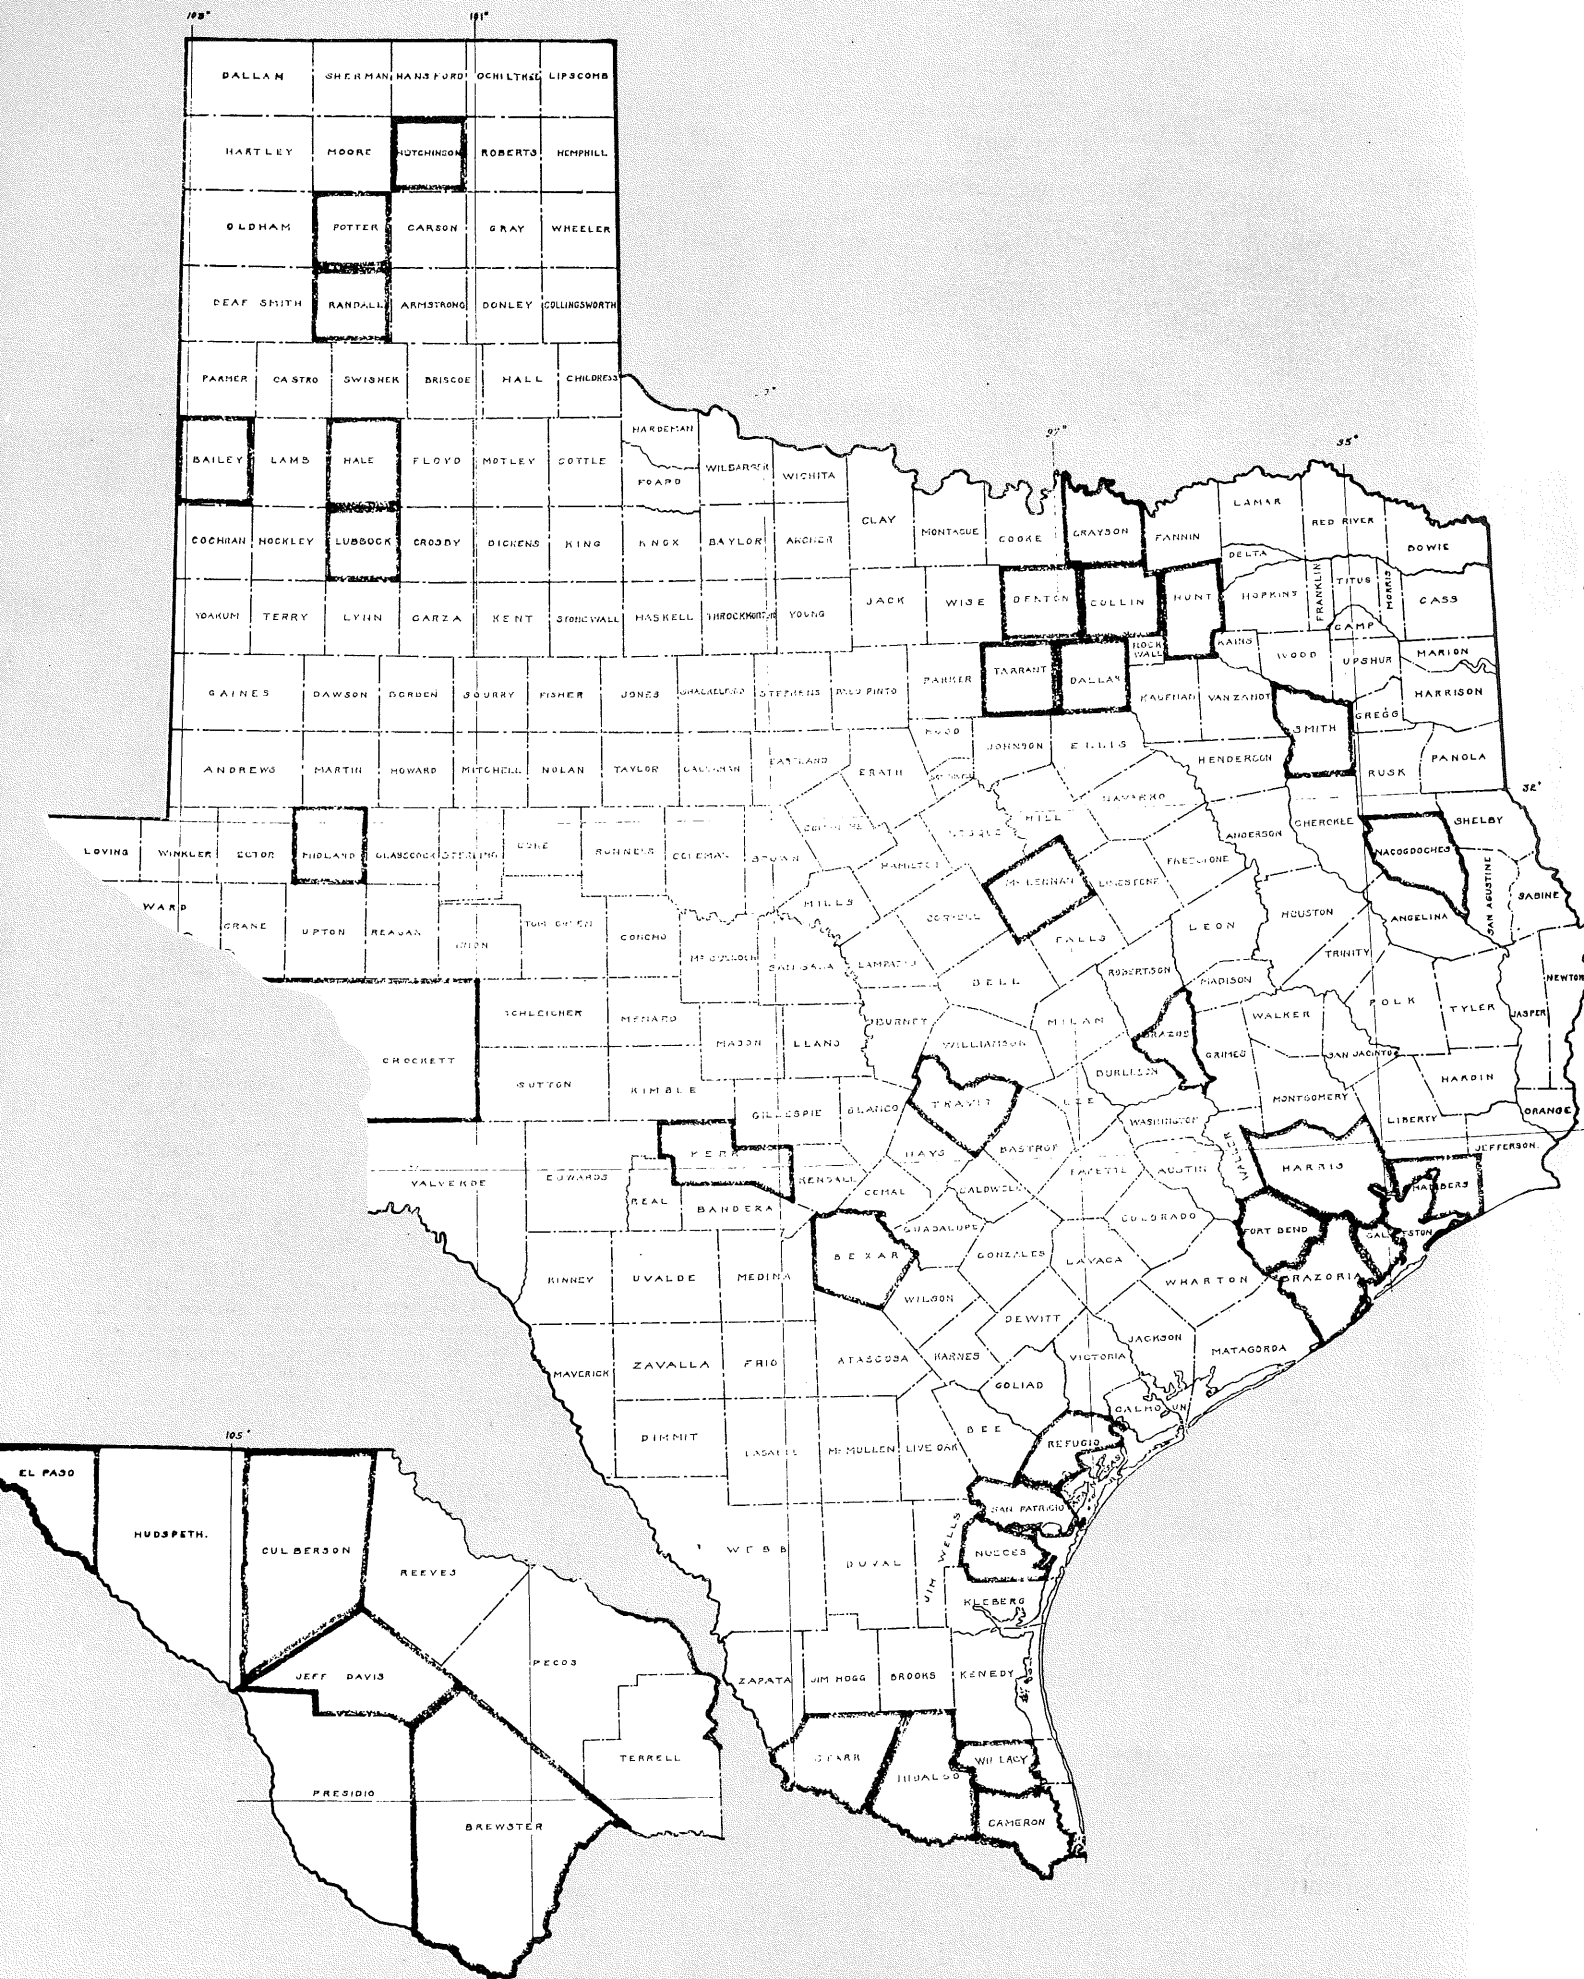 103° 101°
DALLAM SHERMAN HANSFORD OCHILTREE LIPSCOMB
HARTLEY MOORE HUTCHINSON ROBERTS HEMPHILL
OLDHAM POTTER CARSON GRAY WHEELER
DEAF SMITH RANDALL ARMSTRONG DONLEY COLLINGSWORTH
PARMER CASTRO SWISHER BRISCOE HALL CHILDRESS
HARDEMAN
97°
95°
BAILEY LAMB HALE FLOYD MOTLEY COTTLE
FOARD WILBARGER WICHITA
CLAY MONTAGUE COOKE GRAYSON FANNIN LAMAR RED RIVER BOWIE
DELTA
COCHRAN HOCKLEY LUBBOCK CROSBY DICKENS KING KNOX BAYLOR ARCHER
JACK WISE DENTON COLLIN HUNT HOPKINS FRANKLIN TITUS MORRIS CASS
CAMP
YOAKUM TERRY LYNN GARZA KENT STONEWALL HASKELL THROCKMORTON YOUNG
ROCK
WALL
RAINS WOOD UPSHUR MARION
HARRISON
GAINES DAWSON BORDEN SCURRY FISHER JONES SHACKELFORD STEPHENS PALO PINTO PARKER TARRANT DALLAS KAUFMAN VAN ZANDT SMITH GREGG
HOOD JOHNSON ELLIS HENDERSON RUSK PANOLA
ANDREWS MARTIN HOWARD MITCHELL NOLAN TAYLOR CALLAHAN EASTLAND ERATH
32°
NAVARRO
HILL
ANDERSON CHEROKEE SHELBY
NACOGDOCHES
LOVING WINKLER ECTOR MIDLAND GLASSCOCK STERLING COKE RUNNELS COLEMAN BROWN
HAMILTON BOSQUE McLENNAN LIMESTONE FREESTONE
SAN AUGUSTINE SABINE
WARD CRANE UPTON REAGAN IRION TOM GREEN CONCHO
McCULLOCH SAN SABA MILLS LAMPASAS CORYELL FALLS LEON HOUSTON ANGELINA
TRINITY
BELL ROBERTSON MADISON
NEWTON
POLK TYLER JASPER
WALKER
CROCKETT SCHLEICHER MENARD MASON LLANO BURNET WILLIAMSON MILAM BRAZOS GRIMES
SAN JACINTO
HARDIN
SUTTON KIMBLE GILLESPIE BLANCO TRAVIS LEE BURLESON WASHINGTON MONTGOMERY LIBERTY ORANGE
JEFFERSON.
KERR HAYS BASTROP
WALLER HARRIS CHAMBERS
VALVERDE EDWARDS REAL BANDERA KENDALL COMAL CALDWELL FAYETTE AUSTIN
GUADALUPE COLORADO FORT BEND GALVESTON
KINNEY UVALDE MEDINA BEXAR GONZALES LAVACA WHARTON BRAZORIA
WILSON DEWITT JACKSON MATAGORDA
MAVERICK ZAVALLA FRIO ATASCOSA KARNES VICTORIA
GOLIAD CALHOUN
DIMMIT LASALLE McMULLEN LIVE OAK BEE REFUGIO
SAN PATRICIO
105°
EL PASO HUDSPETH. CULBERSON REEVES
WEBB DUVAL JIM WELLS NUECES
KLEBERG
JEFF DAVIS PECOS
ZAPATA JIM HOGG BROOKS KENEDY
TERRELL STARR HIDALGO WILLACY
PRESIDIO BREWSTER CAMERON